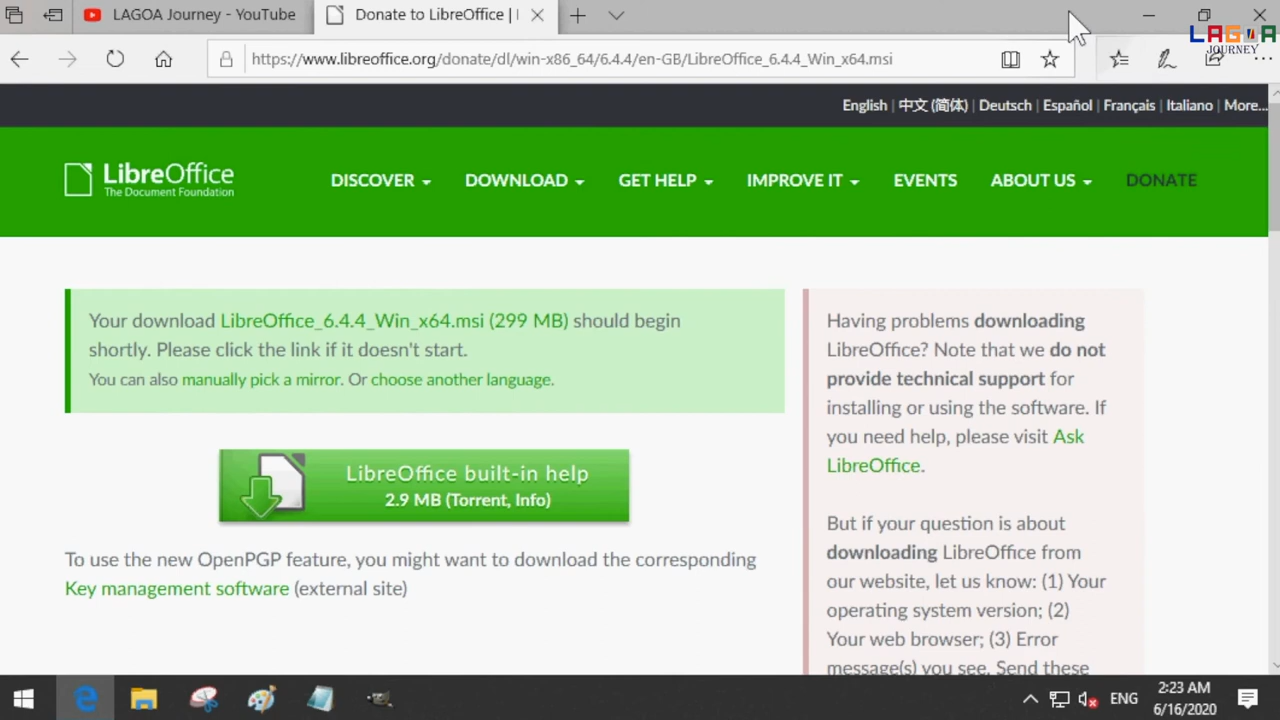 LAGOA Journey - YouTube
Donate to LibreOffice |
LAGOA
JOURNEY
https://www.libreoffice.org/donate/dl/win-x86_64/6.4.4/en-GB/LibreOffice_6.4.4_Win_x64.msi
English | 中文 (简体) | Deutsch | Español | Français | Italiano | More...
LibreOffice
The Document Foundation
DISCOVER DOWNLOAD GET HELP IMPROVE IT EVENTS ABOUT US DONATE
Your download LibreOffice_6.4.4_Win_x64.msi (299 MB) should begin
shortly. Please click the link if it doesn't start.
You can also manually pick a mirror. Or choose another language.
LibreOffice built-in help
2.9 MB (Torrent, Info)
To use the new OpenPGP feature, you might want to download the corresponding
Key management software (external site)
Having problems downloading
LibreOffice? Note that we do not
provide technical support for
installing or using the software. If
you need help, please visit Ask
LibreOffice.
But if your question is about
downloading LibreOffice from
our website, let us know: (1) Your
operating system version; (2)
Your web browser; (3) Error
message(s) you see. Send these
ENG
2:23 AM
6/16/2020